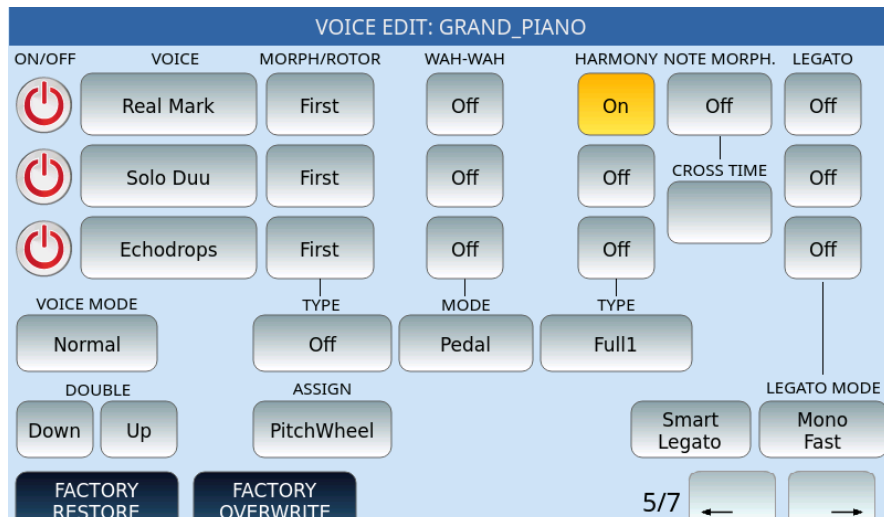 VOICE EDIT: GRAND_PIANO
ON/OFF VOICE MORPH/ROTOR WAH-WAH HARMONY NOTE MORPH. LEGATO
Real Mark First Off On Off Off
Solo Duu First Off Off CROSS TIME Off
Echodrops First Off Off Off
VOICE MODE TYPE MODE TYPE
Normal Off Pedal Full1
DOUBLE ASSIGN LEGATO MODE
Down Up PitchWheel Smart Legato Mono Fast
FACTORY RESTORE FACTORY OVERWRITE 5/7 ← →